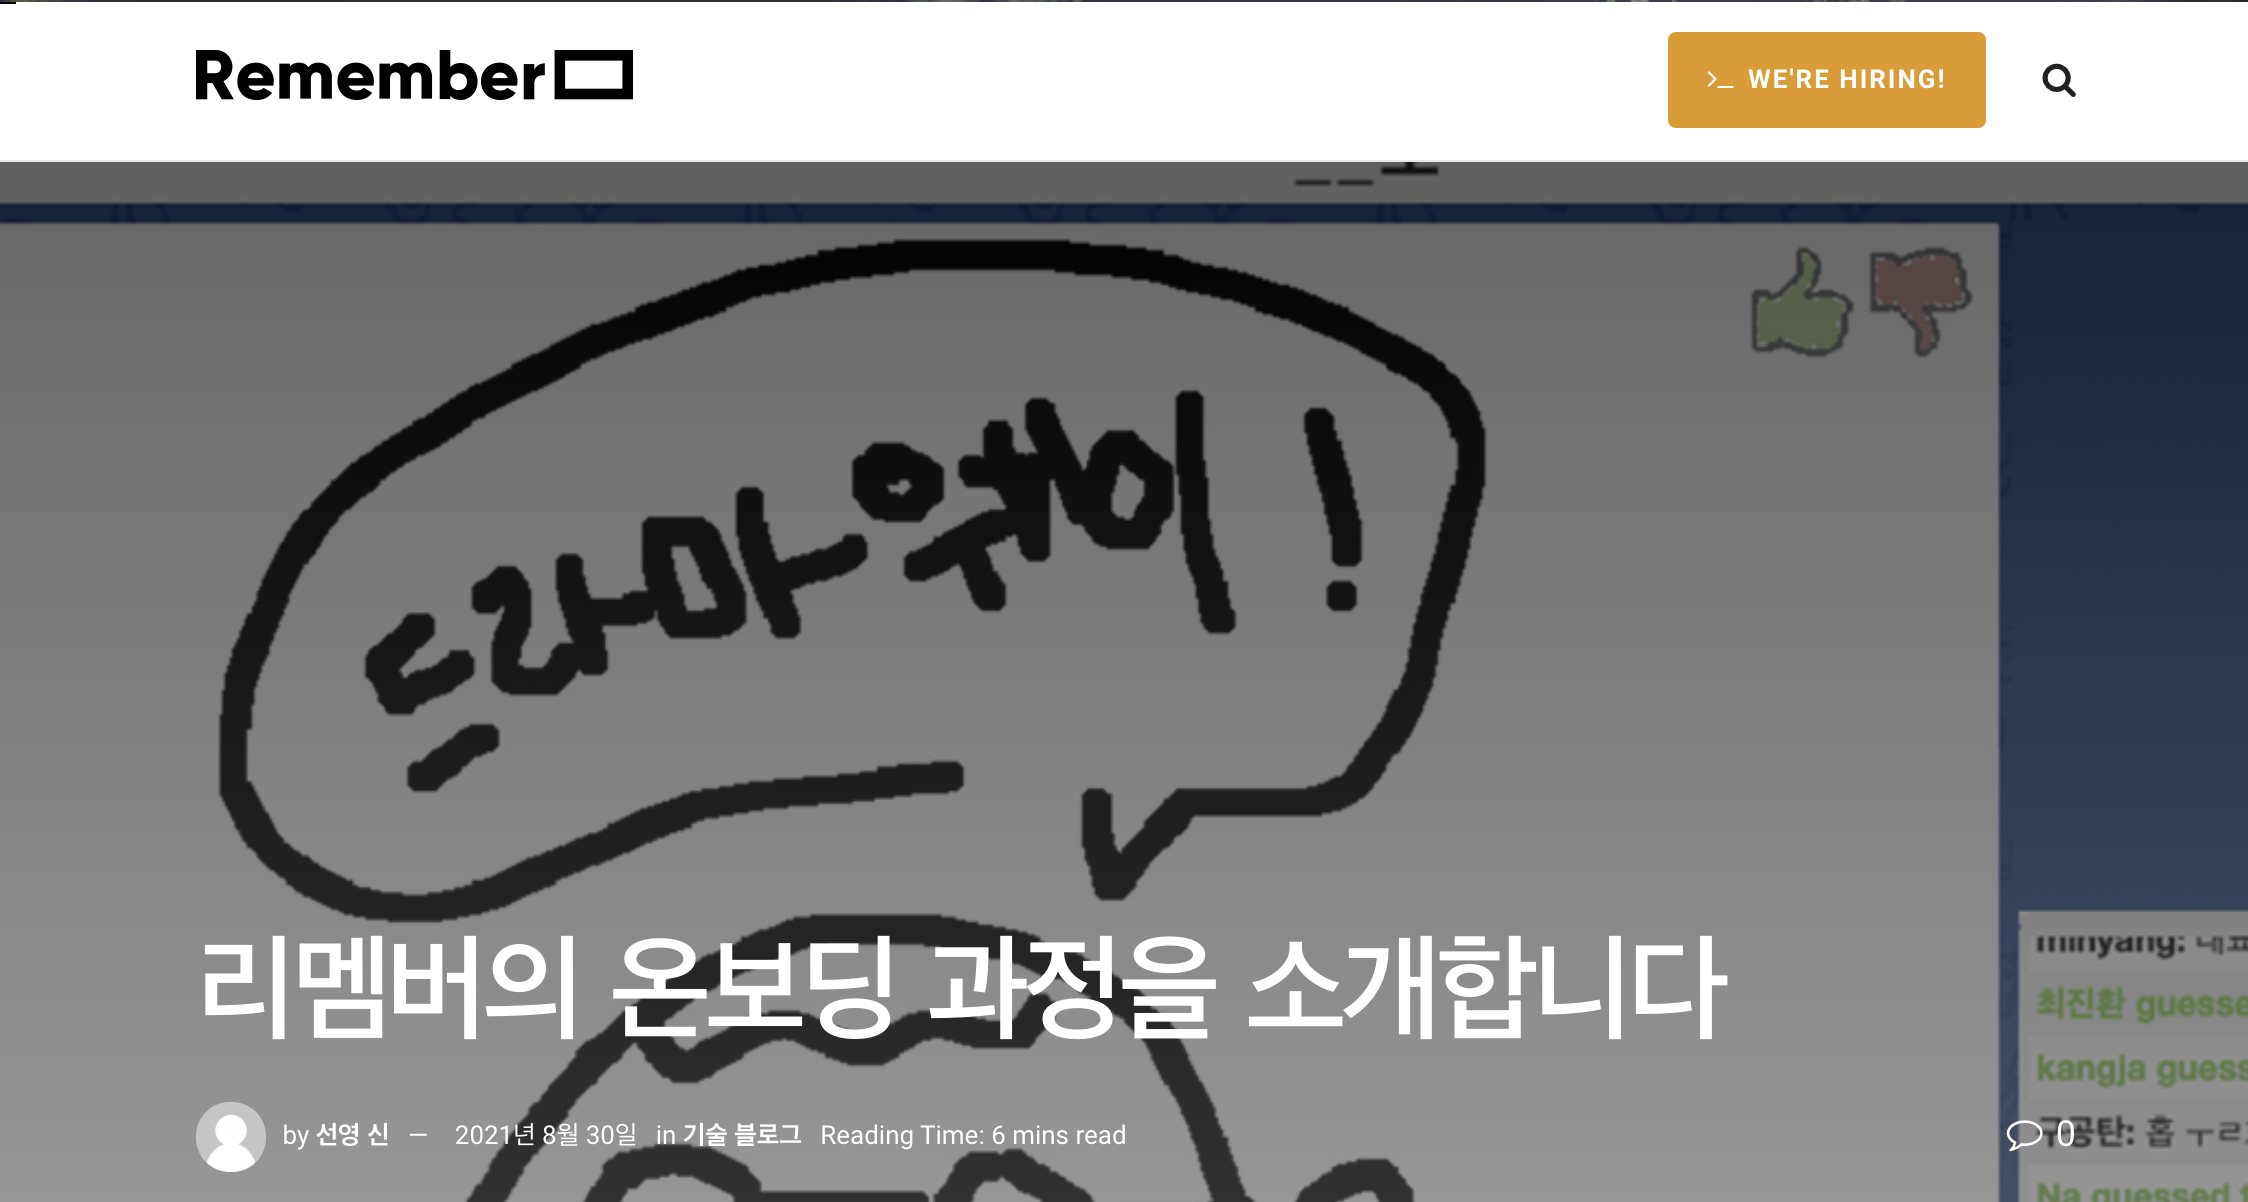 Remember
>_ WE'RE HIRING!
드라마 위에!
리멤버의 온보딩 과정을 소개합니다
minyang:
최진환 guesse
kangja guess
by 선영 신 — 2021년 8월 30일 in 기술 블로그 Reading Time: 6 mins read
0
구공탄: 홉 ㅜㄹ
Na guessed